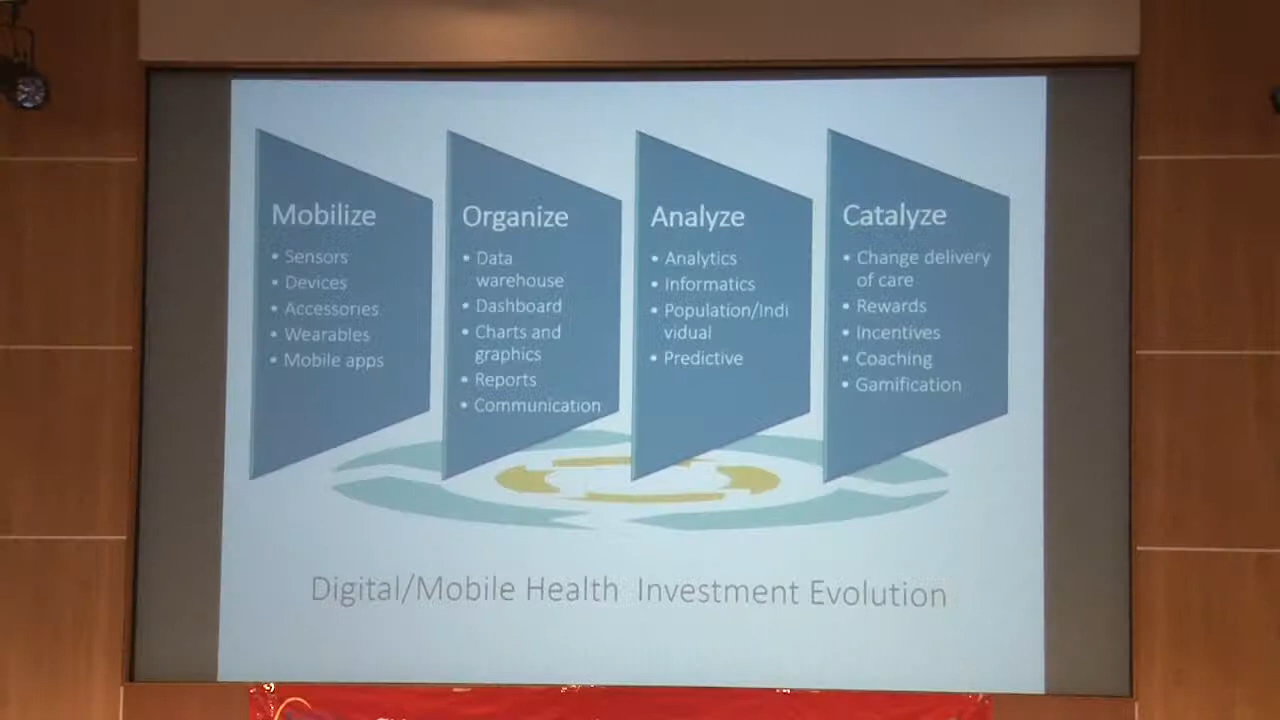 Mobilize
• Sensors
• Devices
• Accessories
• Wearables
• Mobile apps
Organize
• Data
warehouse
• Dashboard
• Charts and
graphics
• Reports
• Communication
Analyze
• Analytics
• Informatics
• Population/Indi
vidual
• Predictive
Catalyze
• Change delivery
of care
• Rewards
• Incentives
• Coaching
• Gamification
Digital/Mobile Health Investment Evolution